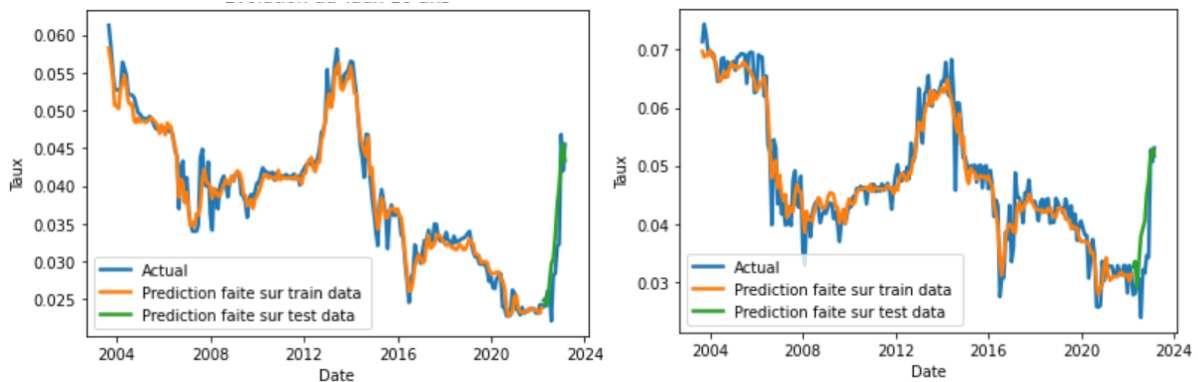 0.060
0.055
0.050
0.045
0.040
0.035
0.030
0.025
Taux
Actual
Prediction faite sur train data
Prediction faite sur test data
2004 2008 2012 2016 2020 2024
Date
0.07
0.06
0.05
0.04
0.03
Taux
Actual
Prediction faite sur train data
Prediction faite sur test data
2004 2008 2012 2016 2020 2024
Date